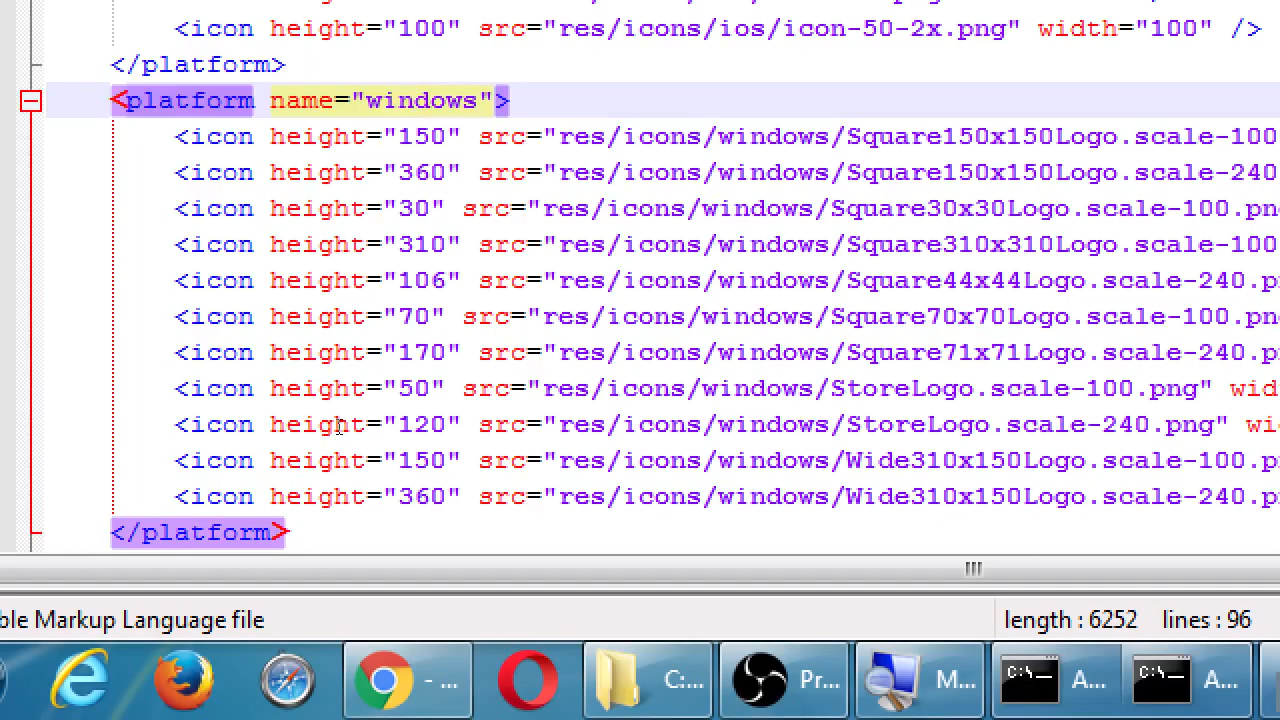 <icon height="100" src="res/icons/ios/icon-50-2x.png" width="100" />
</platform>
<platform name="windows">
<icon height="150" src="res/icons/windows/Square150x150Logo.scale-100
<icon height="360" src="res/icons/windows/Square150x150Logo.scale-240
<icon height="30" src="res/icons/windows/Square30x30Logo.scale-100.pn
<icon height="310" src="res/icons/windows/Square310x310Logo.scale-100
<icon height="106" src="res/icons/windows/Square44x44Logo.scale-240.p
<icon height="70" src="res/icons/windows/Square70x70Logo.scale-100.pn
<icon height="170" src="res/icons/windows/Square71x71Logo.scale-240.p
<icon height="50" src="res/icons/windows/StoreLogo.scale-100.png" wid
<icon height="120" src="res/icons/windows/StoreLogo.scale-240.png" wi
<icon height="150" src="res/icons/windows/Wide310x150Logo.scale-100.p
<icon height="360" src="res/icons/windows/Wide310x150Logo.scale-240.p
</platform>
ble Markup Language file length : 6252 lines : 96
- ... C:... Pr... M... C:\ A... C:\ A...